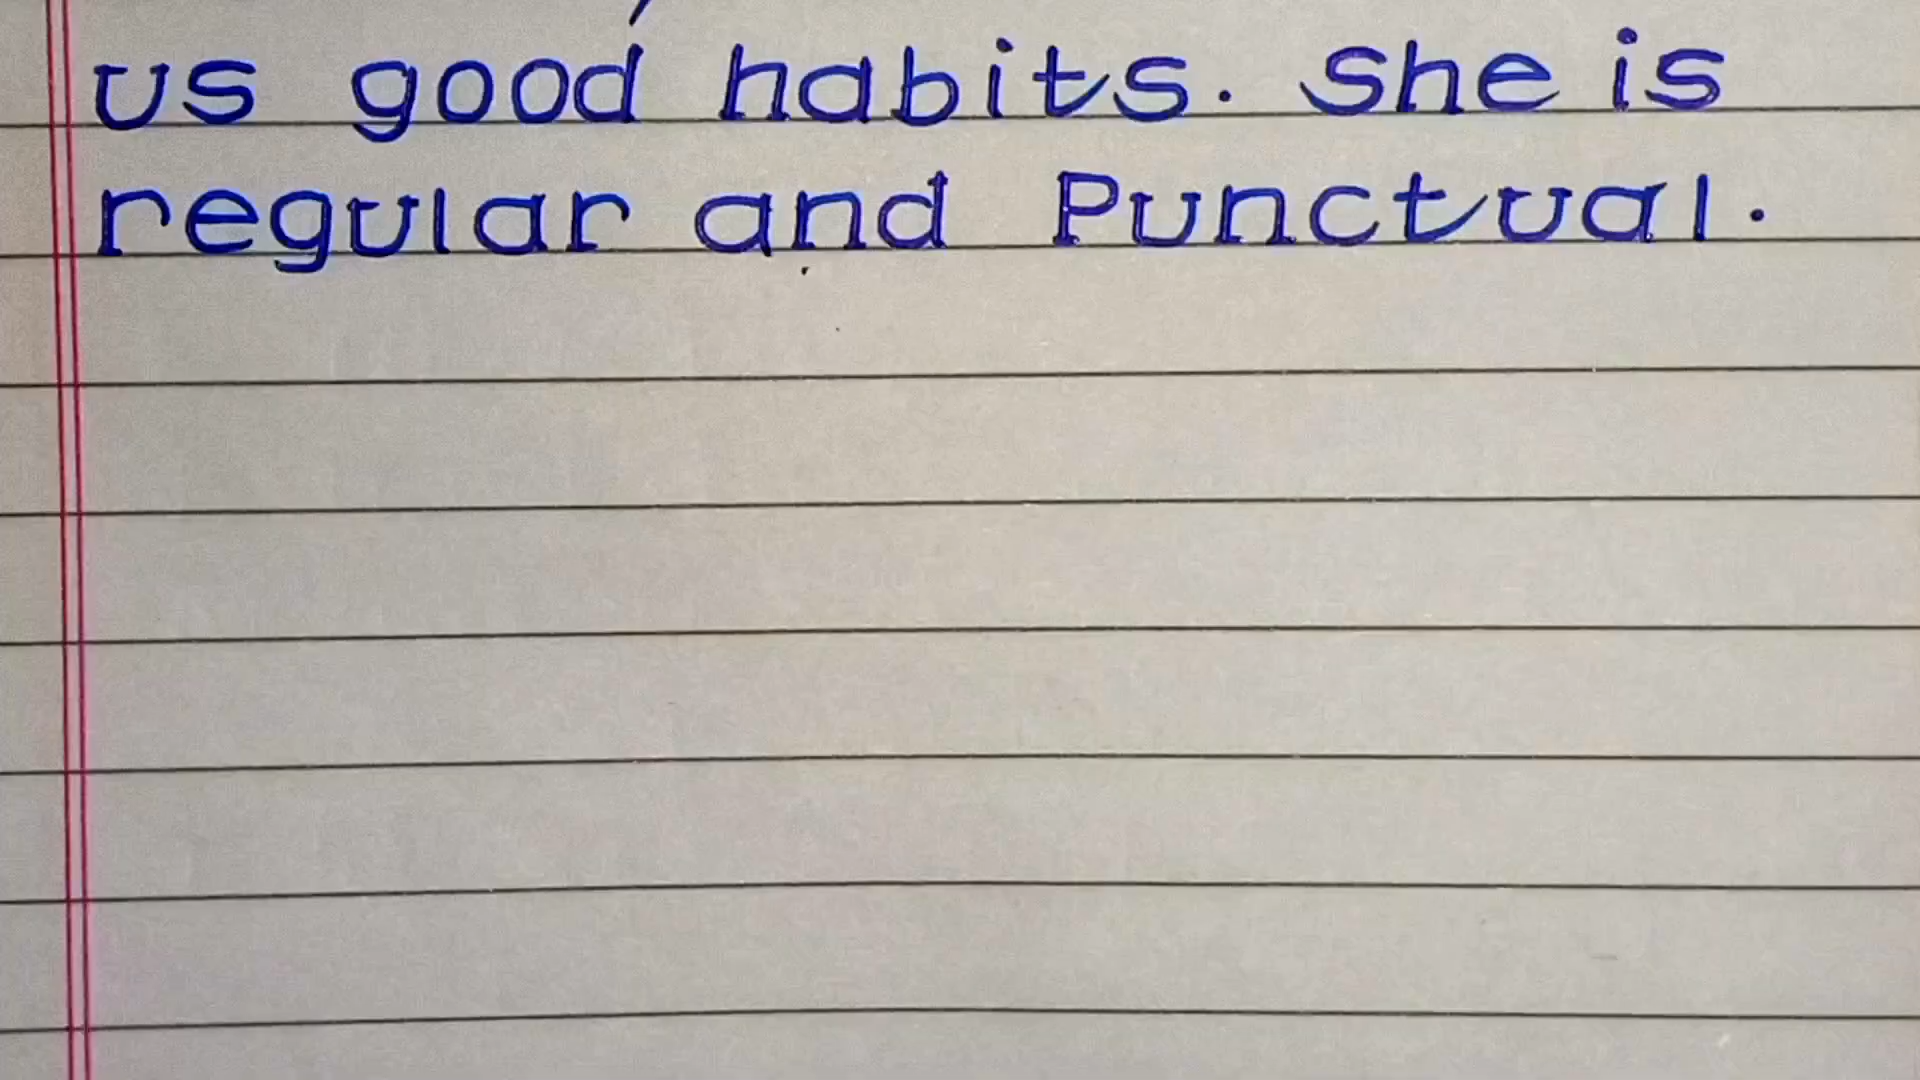 us good habits. She is
regular and Punctual.